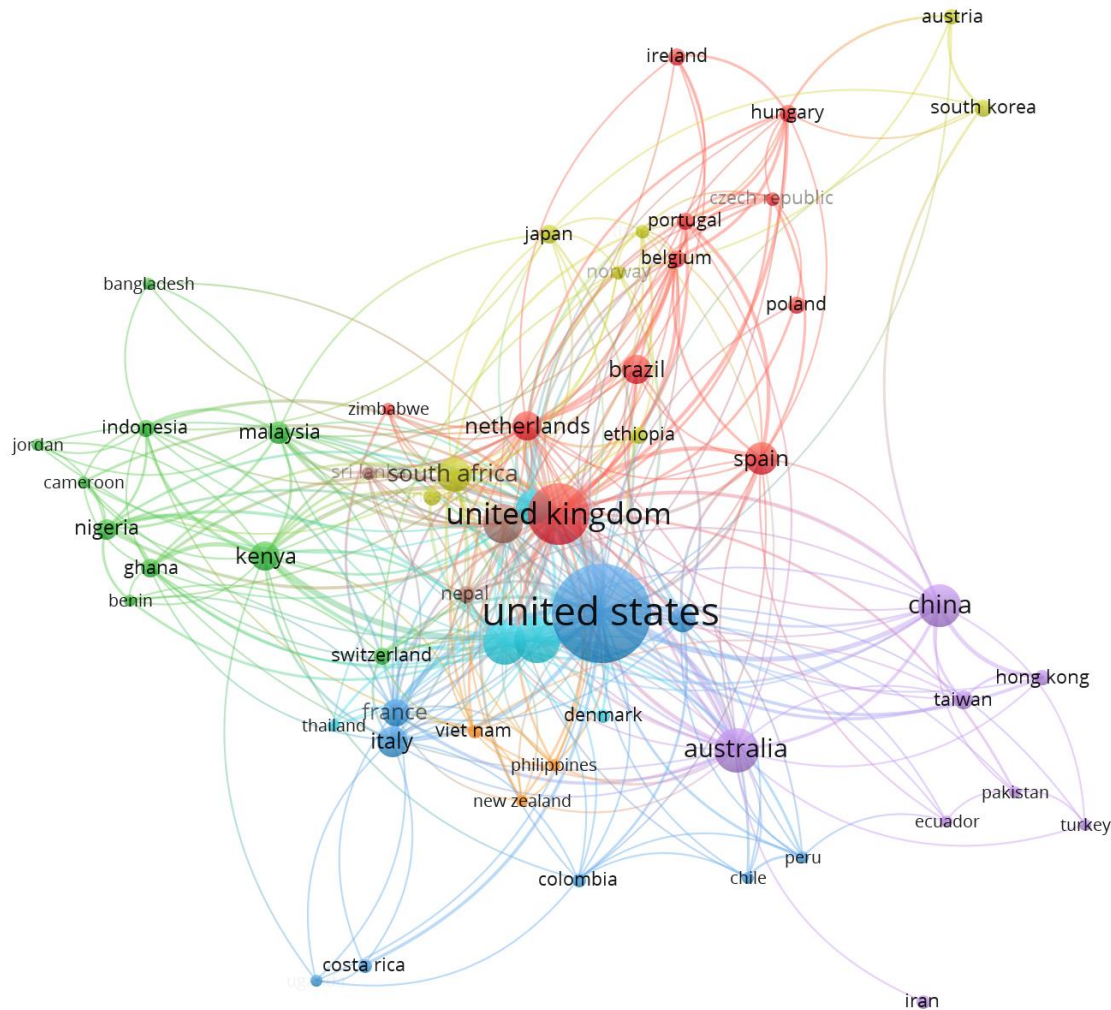 austria
ireland
south korea
hungary
czech republic
portugal
japan
belgium
norway
bangladesh
poland
brazil
zimbabwe
netherlands
indonesia
malaysia
ethiopia
jordan
spain
south africa
cameroon
united kingdom
nigeria
kenya
ghana
nepal
benin
united states
china
switzerland
hong kong
taiwan
france
denmark
thailand
viet nam
italy
australia
philippines
pakistan
new zealand
ecuador
turkey
peru
colombia
chile
costa rica
iran